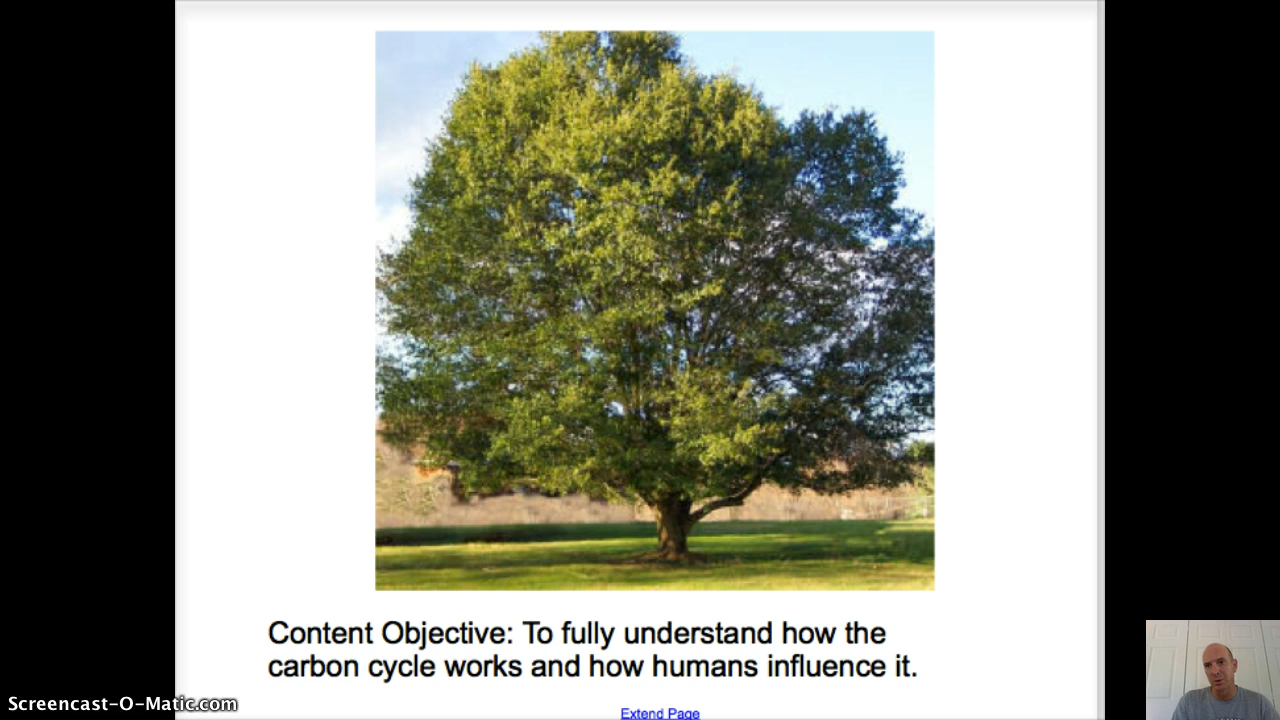 Content Objective: To fully understand how the
carbon cycle works and how humans influence it.
Extend Page
Screencast-O-Matic.com